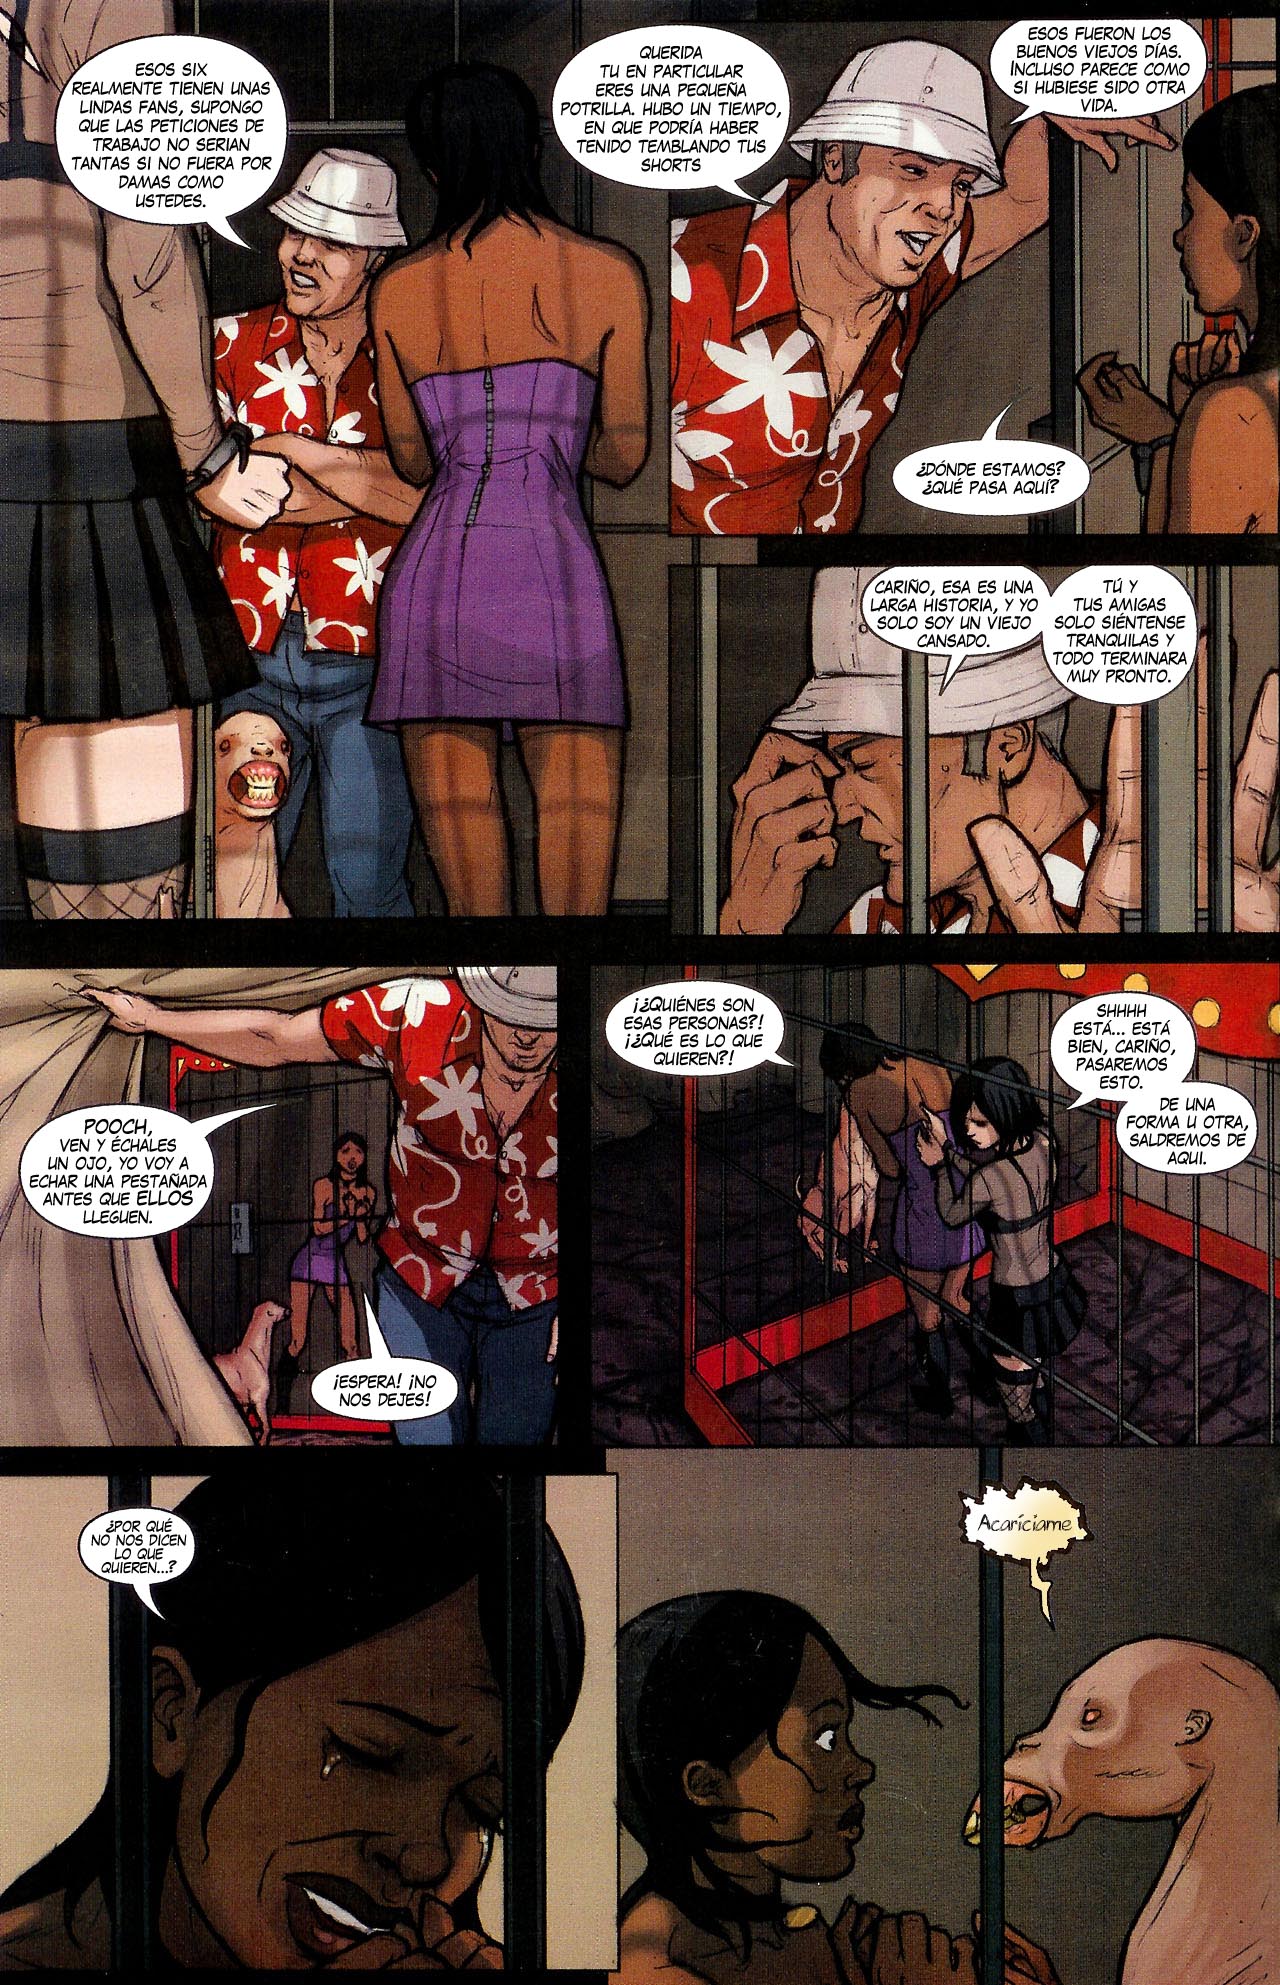 ESOS SIX
REALMENTE TIENEN UNAS
LINDAS FANS, SUPONGO
QUE LAS PETICIONES DE
TRABAJO NO SERIAN
TANTAS SI NO FUERA POR
DAMAS COMO
USTEDES.
QUERIDA
TU EN PARTICULAR
ERES UNA PEQUEÑA
POTRILLA. HUBO UN TIEMPO,
EN QUE PODRÍA HABER
TENIDO TEMBLANDO TUS
SHORTS
ESOS FUERON LOS
BUENOS VIEJOS DÍAS.
INCLUSO PARECE COMO
SI HUBIESE SIDO OTRA
VIDA.
¿DÓNDE ESTAMOS?
¿QUÉ PASA AQUÍ?
CARIÑO, ESA ES UNA
LARGA HISTORIA, Y YO
SOLO SOY UN VIEJO
CANSADO.
TÚ Y
TUS AMIGAS
SOLO SIÉNTENSE
TRANQUILAS Y
TODO TERMINARA
MUY PRONTO.
POOCH,
VEN Y ÉCHALES
UN OJO, YO VOY A
ECHAR UNA PESTAÑADA
ANTES QUE ELLOS
LLEGUEN.
¡ESPERA! ¡NO
NOS DEJES!
¡¿QUIÉNES SON
ESAS PERSONAS?!
¡¿QUÉ ES LO QUE
QUIEREN?!
SHHHH
ESTÁ... ESTÁ
BIEN, CARIÑO,
PASAREMOS
ESTO.
DE UNA
FORMA U OTRA,
SALDREMOS DE
AQUI.
¿POR QUÉ
NO NOS DICEN
LO QUE
QUIEREN...?
Acaríciame